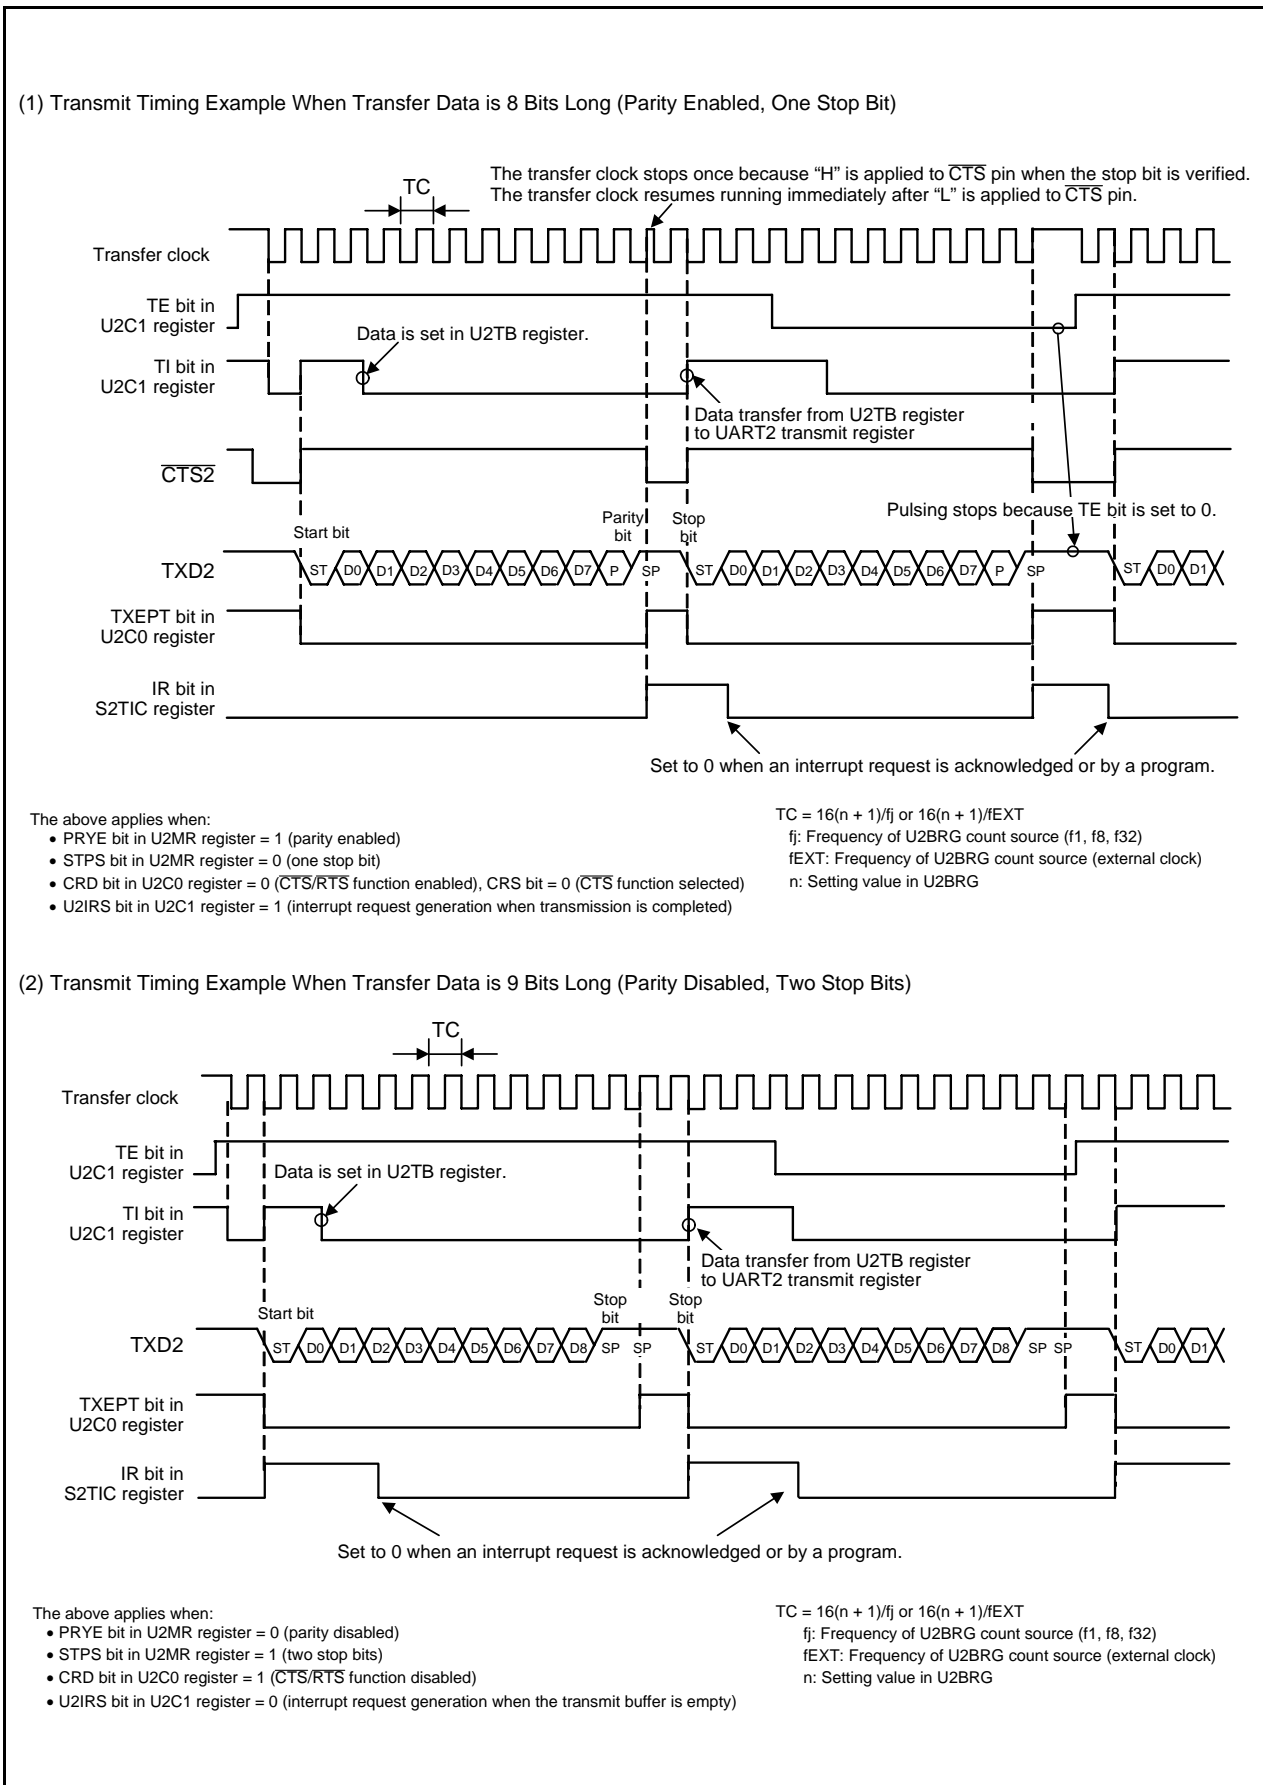 (1) Transmit Timing Example When Transfer Data is 8 Bits Long (Parity Enabled, One Stop Bit)
The transfer clock stops once because “H” is applied to CTS pin when the stop bit is verified.
The transfer clock resumes running immediately after “L” is applied to CTS pin.
TC
Transfer clock
TE bit in
U2C1 register
Data is set in U2TB register.
TI bit in
U2C1 register
Data transfer from U2TB register
to UART2 transmit register
CTS2
Pulsing stops because TE bit is set to 0.
Start bit
Parity
bit
Stop
bit
TXD2
ST D0 D1 D2 D3 D4 D5 D6 D7 P SP ST D0 D1 D2 D3 D4 D5 D6 D7 P SP ST D0 D1
TXEPT bit in
U2C0 register
IR bit in
S2TIC register
Set to 0 when an interrupt request is acknowledged or by a program.
The above applies when:
• PRYE bit in U2MR register = 1 (parity enabled)
• STPS bit in U2MR register = 0 (one stop bit)
• CRD bit in U2C0 register = 0 (CTS/RTS function enabled), CRS bit = 0 (CTS function selected)
• U2IRS bit in U2C1 register = 1 (interrupt request generation when transmission is completed)
TC = 16(n + 1)/fj or 16(n + 1)/fEXT
fj: Frequency of U2BRG count source (f1, f8, f32)
fEXT: Frequency of U2BRG count source (external clock)
n: Setting value in U2BRG
(2) Transmit Timing Example When Transfer Data is 9 Bits Long (Parity Disabled, Two Stop Bits)
TC
Transfer clock
TE bit in
U2C1 register
Data is set in U2TB register.
TI bit in
U2C1 register
Data transfer from U2TB register
to UART2 transmit register
Start bit
Stop
bit
Stop
bit
TXD2
ST D0 D1 D2 D3 D4 D5 D6 D7 D8 SP SP ST D0 D1 D2 D3 D4 D5 D6 D7 D8 SP SP ST D0 D1
TXEPT bit in
U2C0 register
IR bit in
S2TIC register
Set to 0 when an interrupt request is acknowledged or by a program.
The above applies when:
• PRYE bit in U2MR register = 0 (parity disabled)
• STPS bit in U2MR register = 1 (two stop bits)
• CRD bit in U2C0 register = 1 (CTS/RTS function disabled)
• U2IRS bit in U2C1 register = 0 (interrupt request generation when the transmit buffer is empty)
TC = 16(n + 1)/fj or 16(n + 1)/fEXT
fj: Frequency of U2BRG count source (f1, f8, f32)
fEXT: Frequency of U2BRG count source (external clock)
n: Setting value in U2BRG